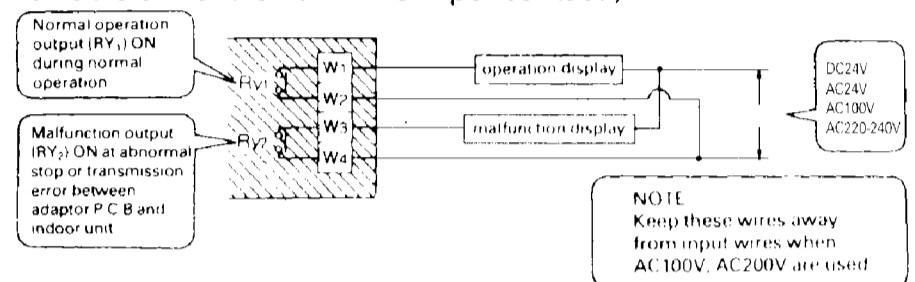 Normal operation
output (RY₁) ON
during normal
operation
Malfunction output
(RY₂) ON at abnormal
stop or transmission
error between
adaptor P C B and
indoor unit
Ry1
Ry2
W1
W2
W3
W4
operation display
malfunction display
DC24V
AC24V
AC100V
AC220-240V
NOTE
Keep these wires away
from input wires when
AC100V, AC200V are used